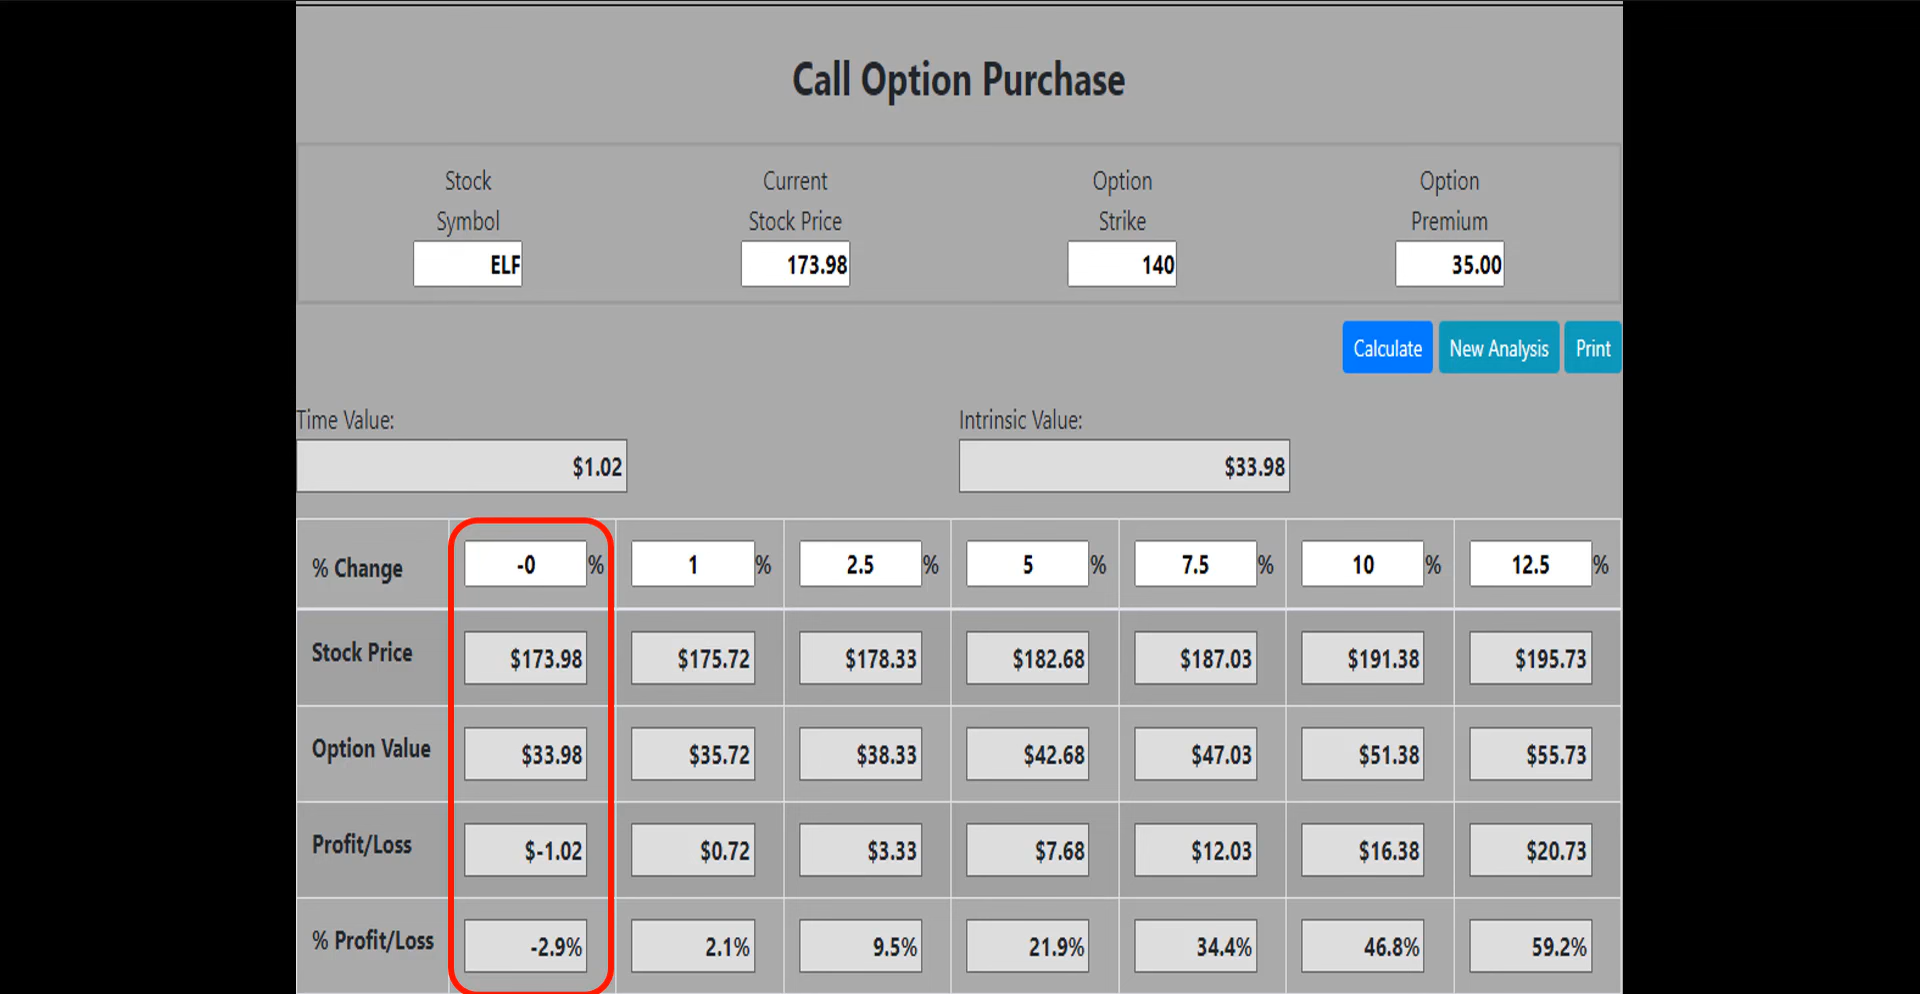 Call Option Purchase
Stock Current Option Option
Symbol Stock Price Strike Premium
ELF 173.98 140 35.00
Calculate New Analysis Print
Time Value: Intrinsic Value:
$1.02 $33.98
% Change -0 % 1 % 2.5 % 5 % 7.5 % 10 % 12.5 %
Stock Price $173.98 $175.72 $178.33 $182.68 $187.03 $191.38 $195.73
Option Value $33.98 $35.72 $38.33 $42.68 $47.03 $51.38 $55.73
Profit/Loss $-1.02 $0.72 $3.33 $7.68 $12.03 $16.38 $20.73
% Profit/Loss -2.9% 2.1% 9.5% 21.9% 34.4% 46.8% 59.2%